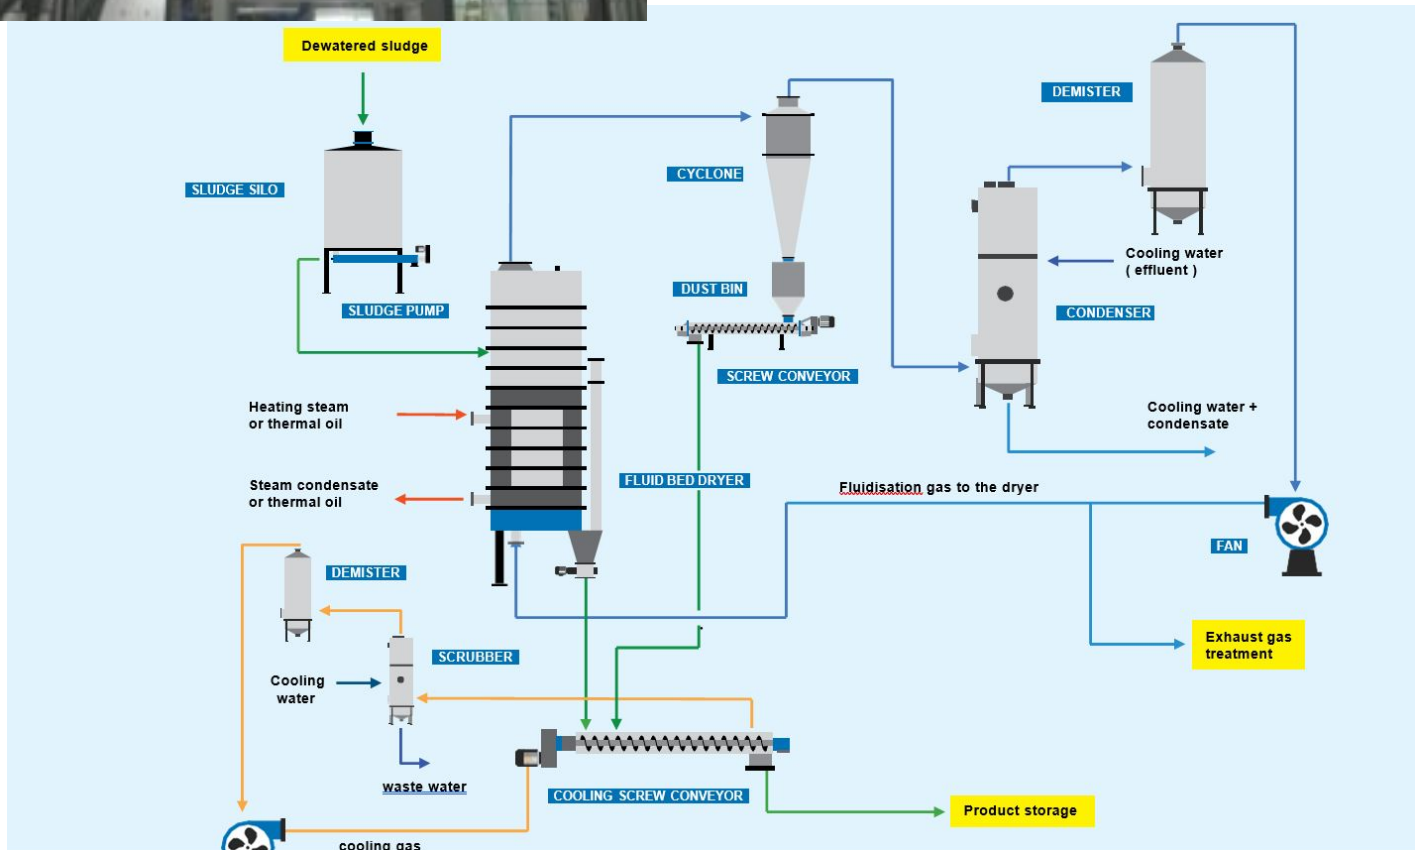 Dewatered sludge
DEMISTER
CYCLONE
SLUDGE SILO
Cooling water
( effluent )
DUST BIN
SLUDGE PUMP
CONDENSER
SCREW CONVEYOR
Heating steam
or thermal oil
Cooling water +
condensate
FLUID BED DRYER
Steam condensate
or thermal oil
Fluidisation gas to the dryer
FAN
DEMISTER
Exhaust gas
treatment
SCRUBBER
Cooling
water
waste water
COOLING SCREW CONVEYOR
Product storage
cooling gas